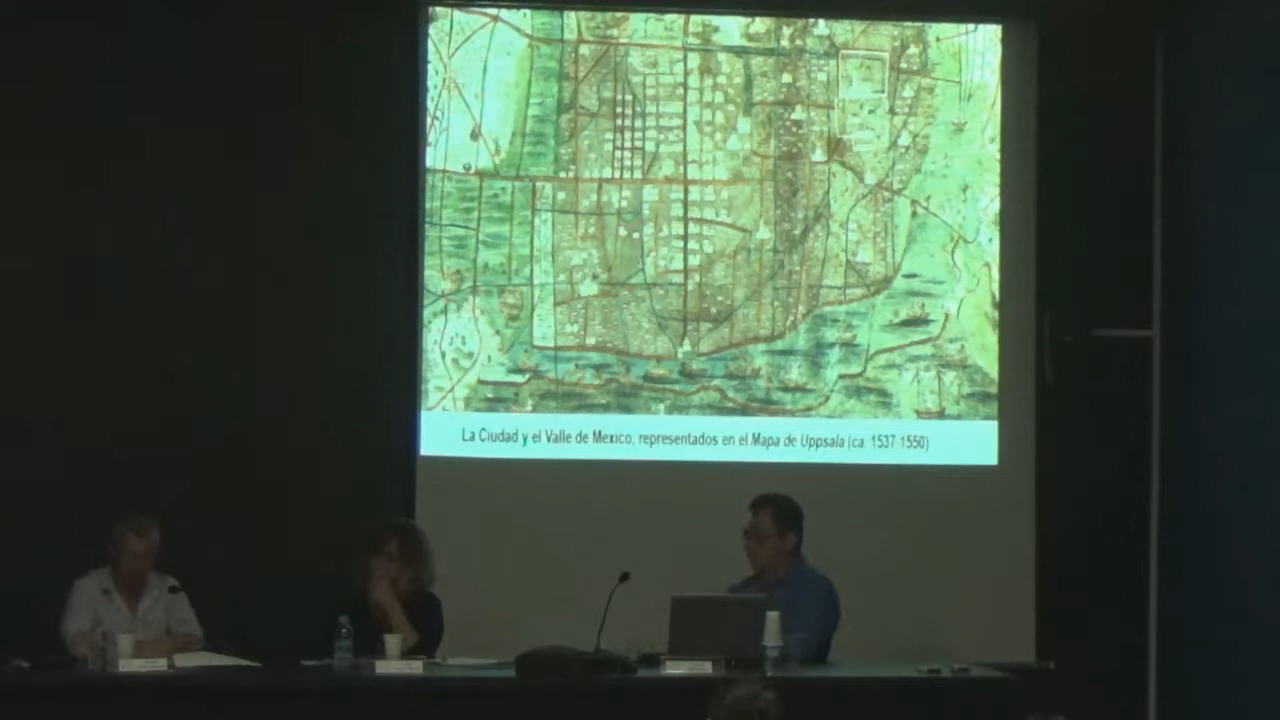 La Ciudad y el Valle de Mexico, representados en el Mapa de Uppsala (ca. 1537-1550)